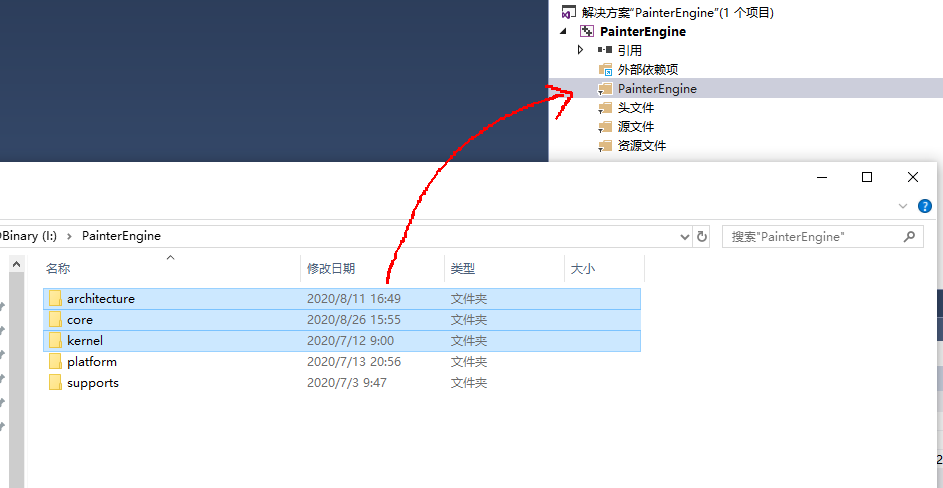 解决方案"PainterEngine"(1 个项目)
PainterEngine
引用
外部依赖项
PainterEngine
头文件
源文件
资源文件
Binary (I:) › PainterEngine
搜索"PainterEngine"
名称 修改日期 类型 大小
architecture 2020/8/11 16:49 文件夹
core 2020/8/26 15:55 文件夹
kernel 2020/7/12 9:00 文件夹
platform 2020/7/13 20:56 文件夹
supports 2020/7/3 9:47 文件夹
2